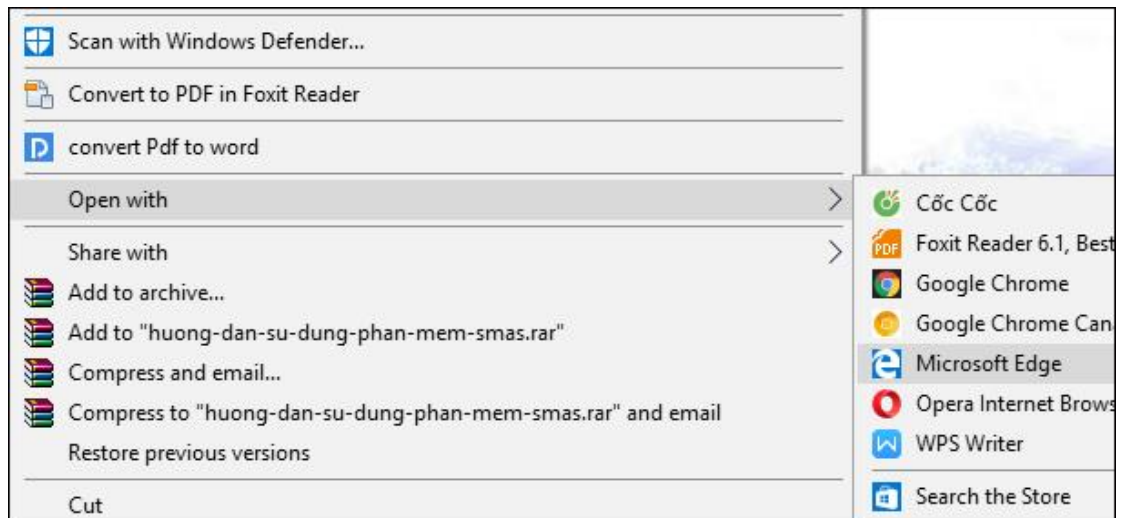 Scan with Windows Defender...
Convert to PDF in Foxit Reader
convert Pdf to word
Open with
Share with
Add to archive...
Add to "huong-dan-su-dung-phan-mem-smas.rar"
Compress and email...
Compress to "huong-dan-su-dung-phan-mem-smas.rar" and email
Restore previous versions
Cut
Cốc Cốc
PDF
Foxit Reader 6.1, Best
Google Chrome
Google Chrome Can
Microsoft Edge
Opera Internet Brows
WPS Writer
Search the Store